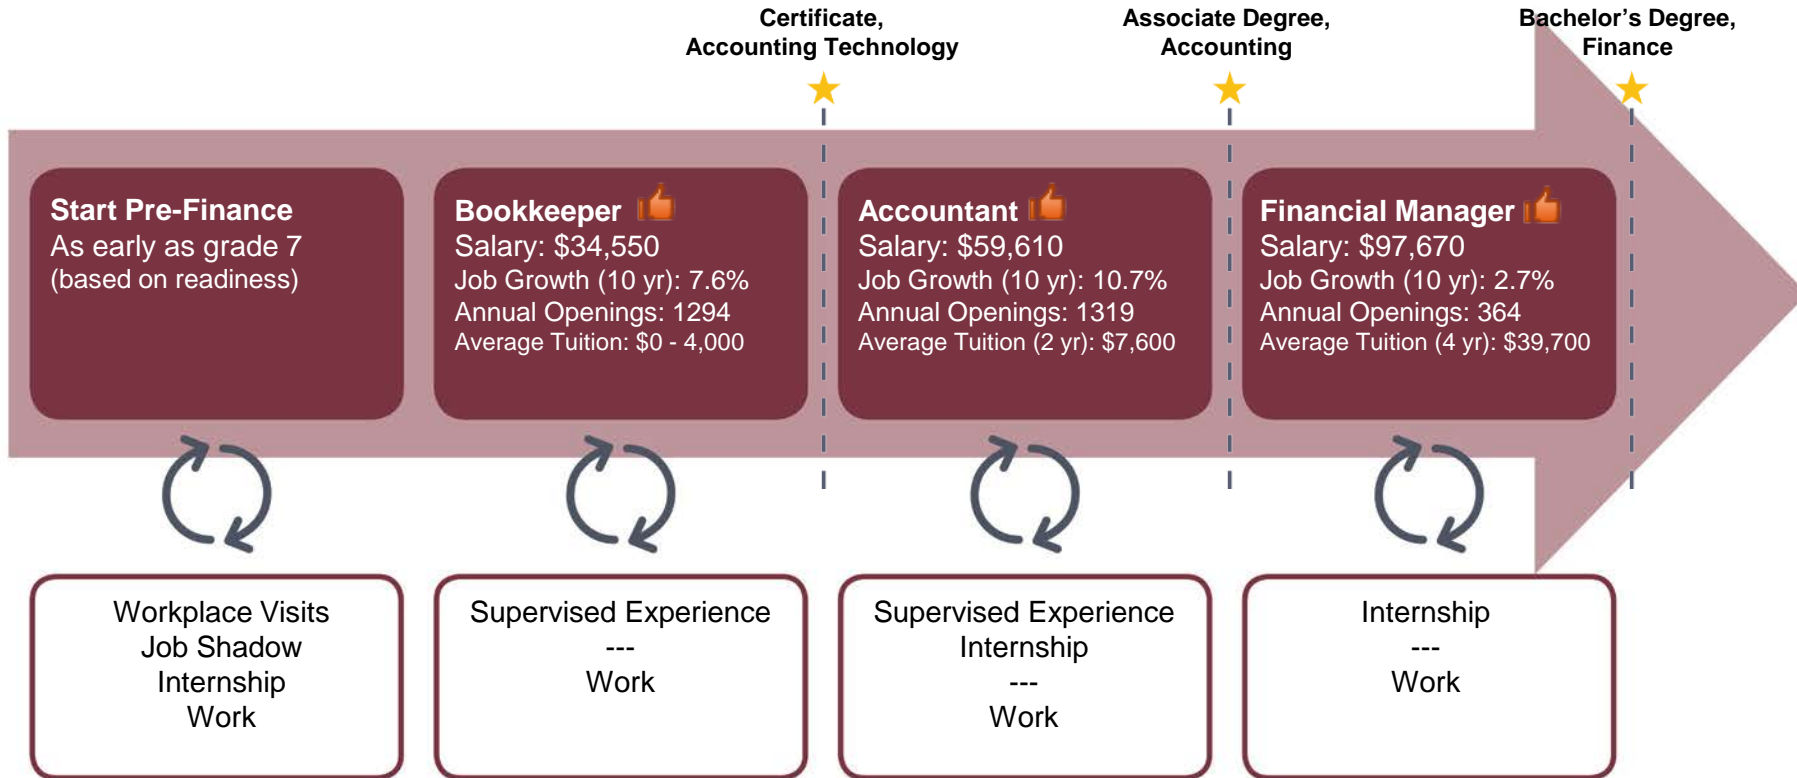 Certificate,
Accounting Technology
Associate Degree,
Accounting
Bachelor's Degree,
Finance
Start Pre-Finance
As early as grade 7
(based on readiness)
Bookkeeper
Salary: $34,550
Job Growth (10 yr): 7.6%
Annual Openings: 1294
Average Tuition: $0 - 4,000
Accountant
Salary: $59,610
Job Growth (10 yr): 10.7%
Annual Openings: 1319
Average Tuition (2 yr): $7,600
Financial Manager
Salary: $97,670
Job Growth (10 yr): 2.7%
Annual Openings: 364
Average Tuition (4 yr): $39,700
Workplace Visits
Job Shadow
Internship
Work
Supervised Experience
---
Work
Supervised Experience
Internship
---
Work
Internship
---
Work